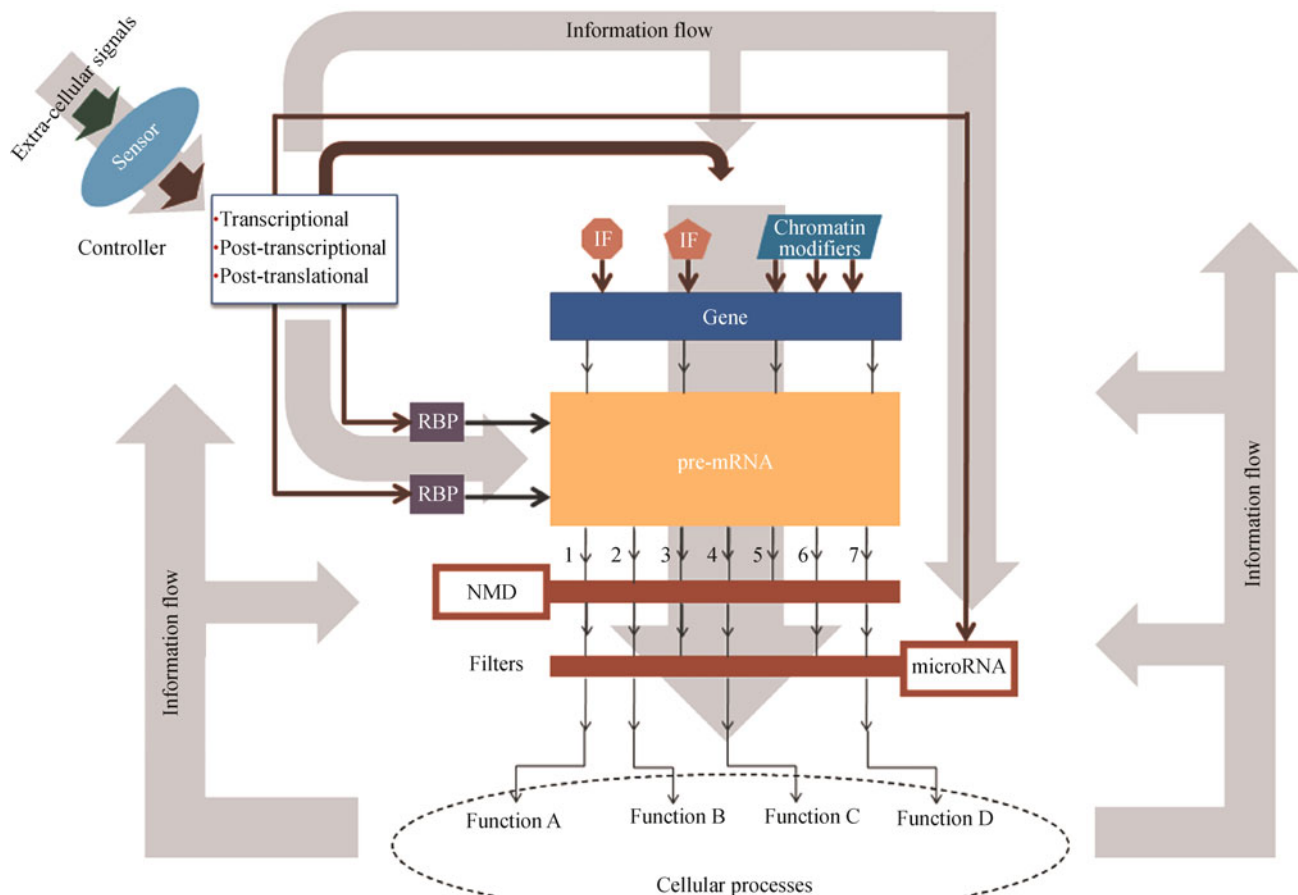 Information flow
Extra-cellular signals
Sensor
Controller
•Transcriptional
•Post-transcriptional
•Post-translational
IF
IF
Chromatin
modifiers
Gene
RBP
pre-mRNA
RBP
1 2 3 4 5 6 7
NMD
Filters
microRNA
Information flow
Information flow
Function A
Function B
Function C
Function D
Cellular processes